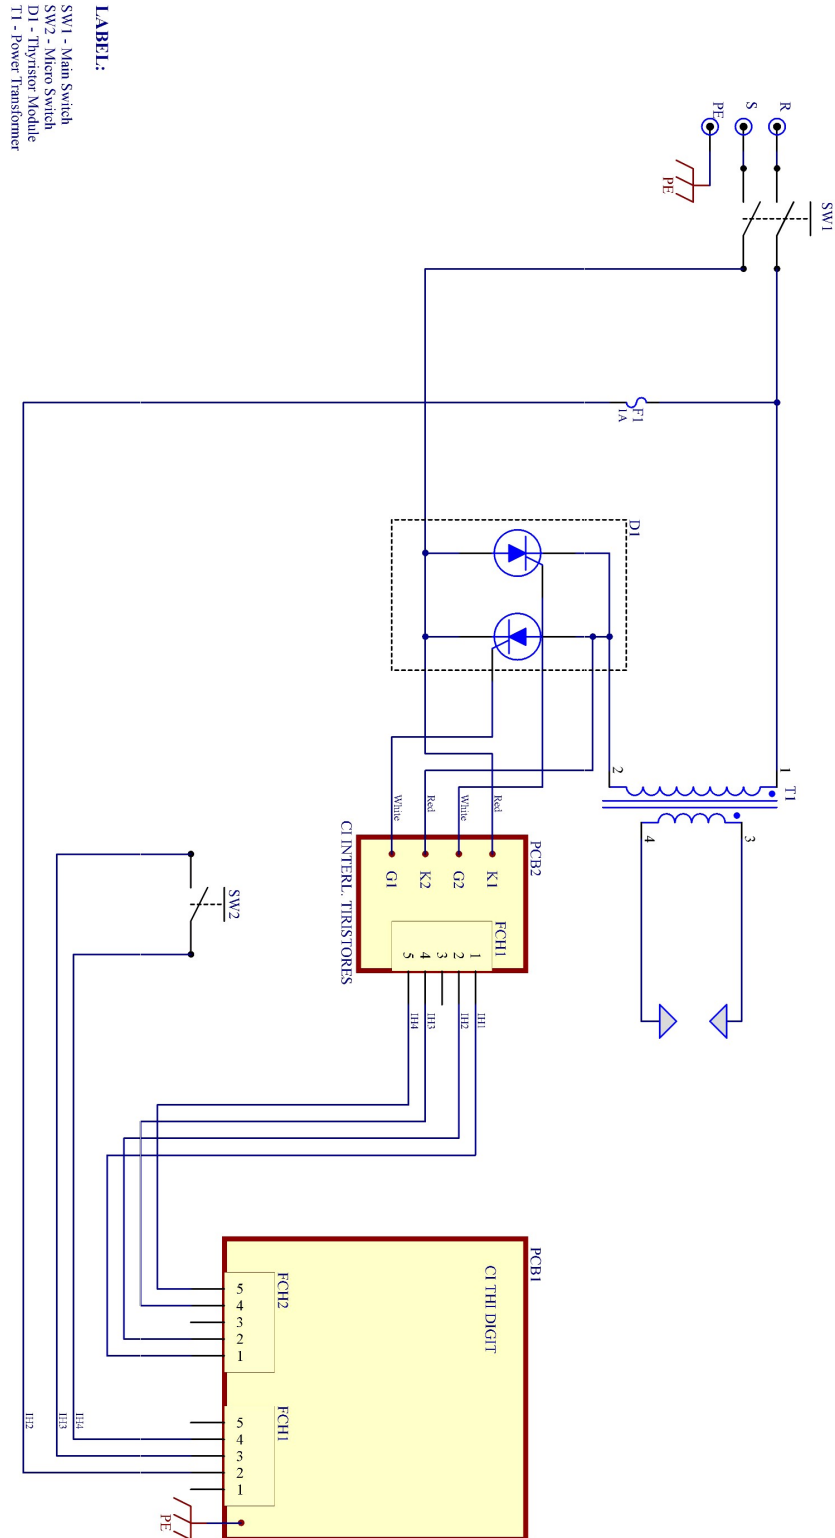 LABEL:
SW1 - Main Switch
SW2 - Micro Switch
D1 - Thyristor Module
T1 - Power Transformer
R
S
PE
PE
SW1
F1
1A
D1
1
2
T1
3
4
White
Red
White
Red
PCB2
G1
K2
G2
K1
CI INTERL. TIRISTORES
FCH1
5
4
3
2
1
IH4
IH3
IH2
IH1
SW2
PCB1
CI THI DIGIT
FCH2
5
4
3
2
1
FCH1
5
4
3
2
1
IH2
IH3
IH4
PE